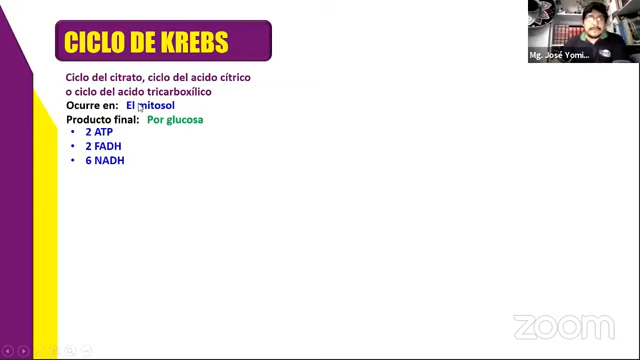 CICLO DE KREBS
Mg. José Yomi...
Ciclo del citrato, ciclo del acido cítrico
o ciclo del acido tricarboxílico
Ocurre en: El mitosol
Producto final: Por glucosa
• 2 ATP
• 2 FADH
• 6 NADH
zoom